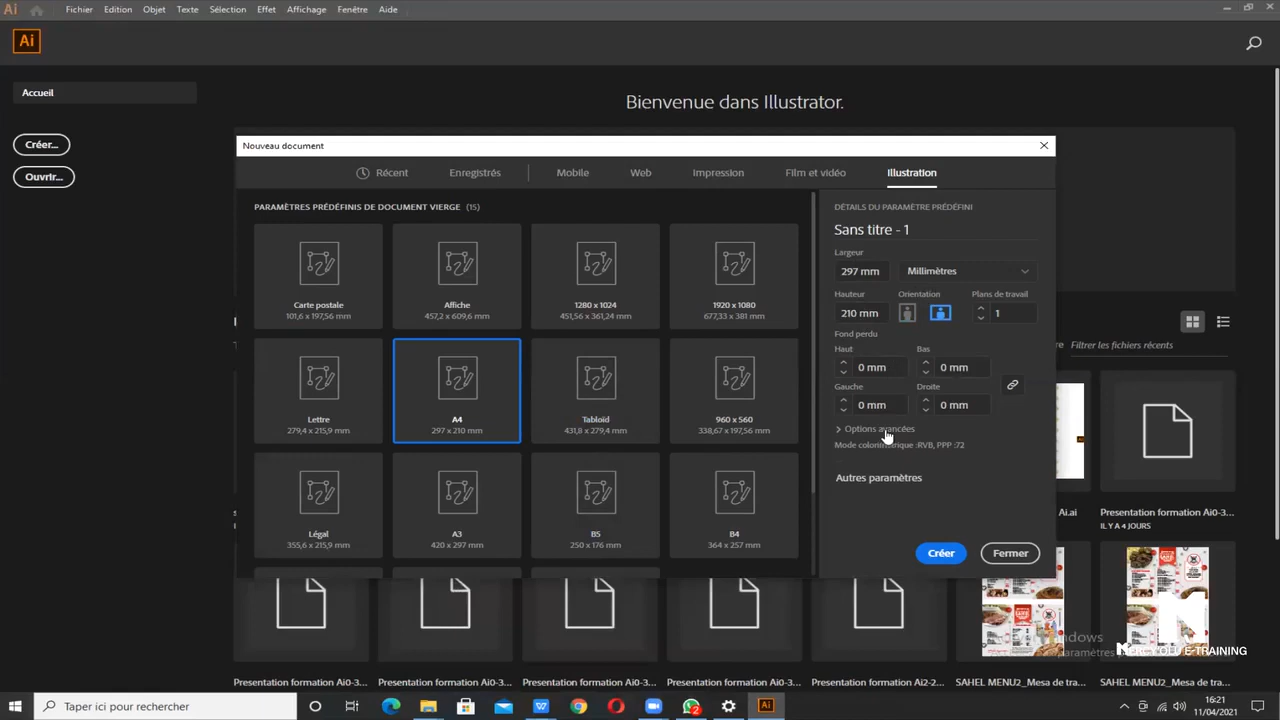 Ai
Fichier Edition Objet Texte Sélection Effet Affichage Fenêtre Aide
Ai
Accueil
Bienvenue dans Illustrator.
Créer...
Ouvrir...
Nouveau document
Récent Enregistrés Mobile Web Impression Film et vidéo Illustration
PARAMÈTRES PRÉDÉFINIS DE DOCUMENT VIERGE (15)
Carte postale
101,6 x 197,56 mm
Affiche
457,2 x 609,6 mm
1280 x 1024
451,56 x 361,24 mm
1920 x 1080
677,33 x 381 mm
Lettre
279,4 x 215,9 mm
A4
297 x 210 mm
Tabloïd
431,8 x 279,4 mm
960 x 560
338,67 x 197,56 mm
Légal
355,6 x 215,9 mm
A3
420 x 297 mm
B5
250 x 176 mm
B4
364 x 257 mm
DÉTAILS DU PARAMÈTRE PRÉDÉFINI
Sans titre - 1
Largeur
297 mm Millimètres
Hauteur Orientation Plans de travail
210 mm 1
Fond perdu
Haut Bas
0 mm 0 mm
Gauche Droite
0 mm 0 mm
> Options avancées
Mode colorimétrique :RVB, PPP :72
Autres paramètres
Créer Fermer
Filtrer les fichiers récents
Ai.ai
Presentation formation Ai0-3...
IL Y A 4 JOURS
Presentation formation Ai0-3... Presentation formation Ai0-3... Presentation formation Ai0-3... Presentation formation Ai0-3... Presentation formation Ai2-2... SAHEL MENU2_Mesa de tra... SAHEL MENU2_Mesa de tra...
E-TRAINING
Taper ici pour rechercher
2
Ai
16:21
11/04/2021